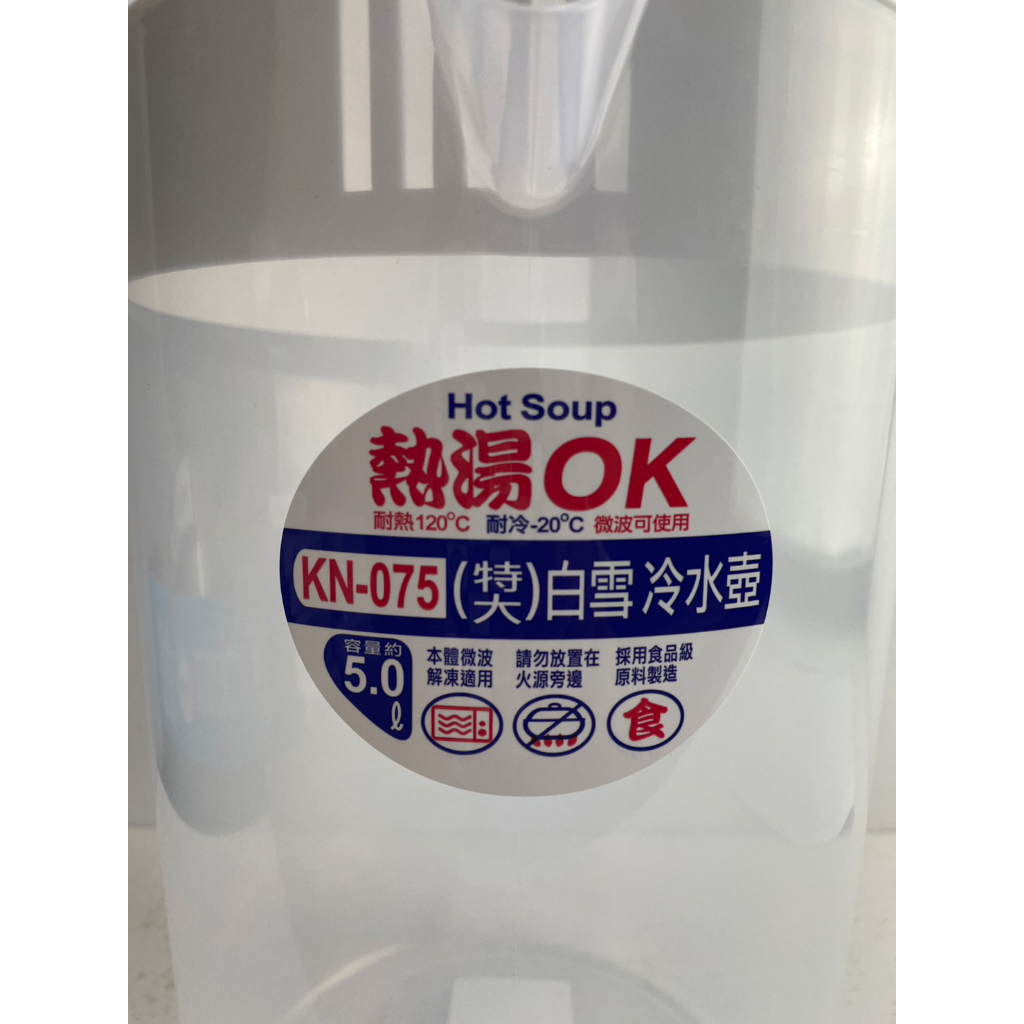 Hot Soup
熱湯OK
耐熱120°C 耐冷-20°C 微波可使用
KN-075 (特大)白雪 冷水壺
容量約
5.0ℓ
本體微波
解凍適用
請勿放置在
火源旁邊
採用食品級
原料製造
食